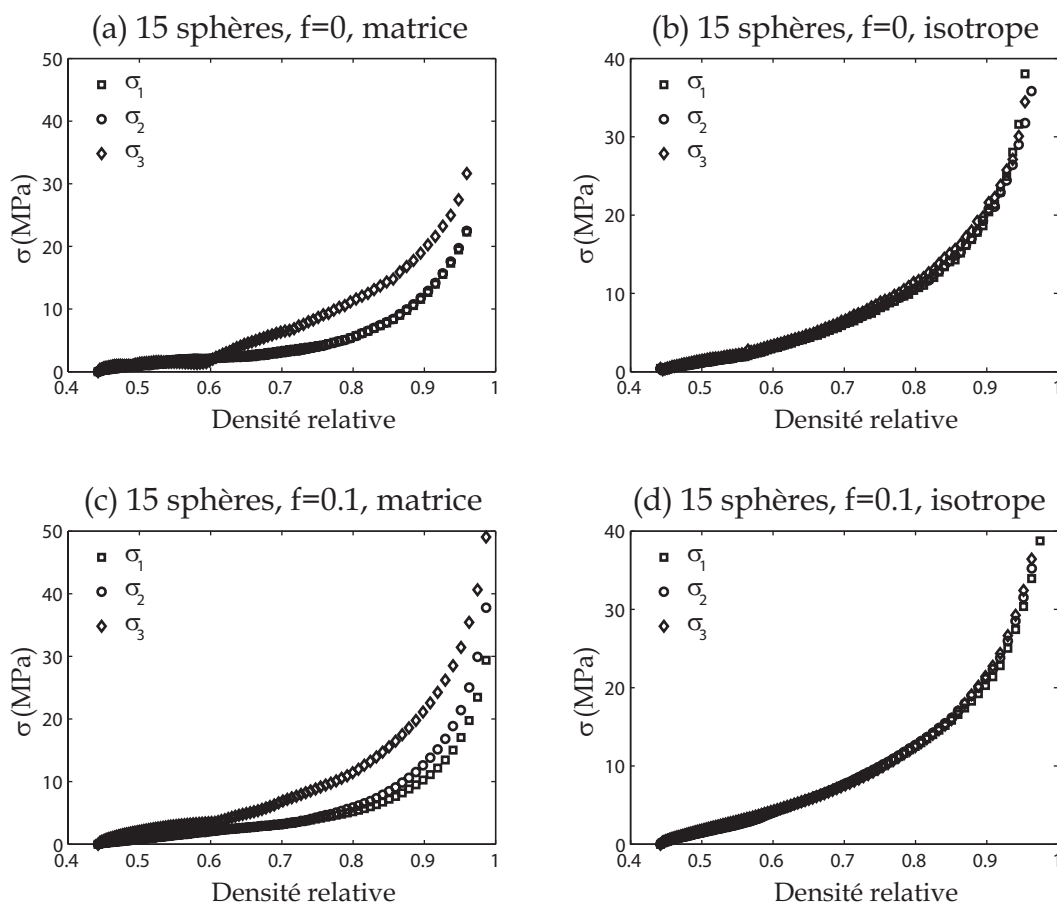 (a) 15 sphères, f=0, matrice
50
40
30
20
10
0
σ (MPa)
σ1
σ2
σ3
0.4 0.5 0.6 0.7 0.8 0.9 1
Densité relative
(b) 15 sphères, f=0, isotrope
40
30
20
10
0
σ (MPa)
σ1
σ2
σ3
0.4 0.5 0.6 0.7 0.8 0.9 1
Densité relative
(c) 15 sphères, f=0.1, matrice
50
40
30
20
10
0
σ (MPa)
σ1
σ2
σ3
0.4 0.5 0.6 0.7 0.8 0.9 1
Densité relative
(d) 15 sphères, f=0.1, isotrope
40
30
20
10
0
σ (MPa)
σ1
σ2
σ3
0.4 0.5 0.6 0.7 0.8 0.9 1
Densité relative